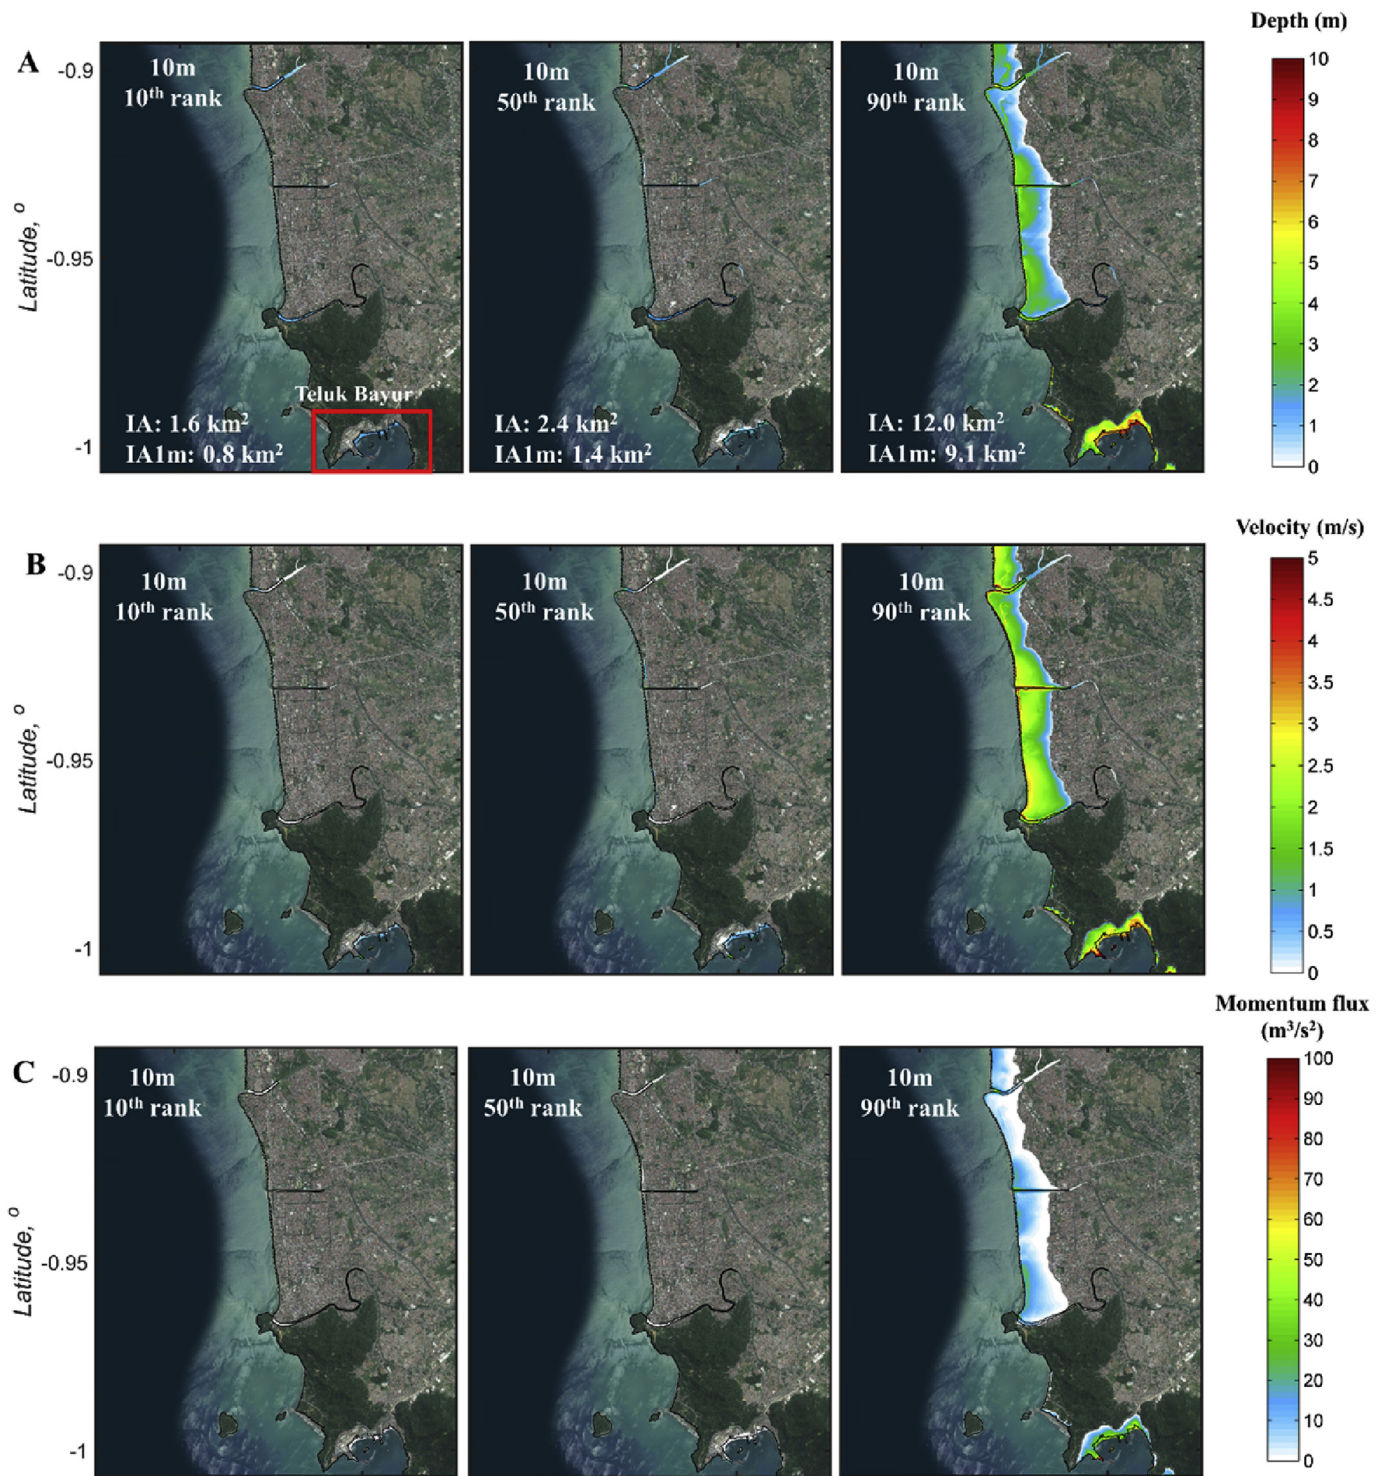 Depth (m)
A
-0.9
-0.95
-1
Latitude, o
10m
10th rank
Teluk Bayur
IA: 1.6 km2
IA1m: 0.8 km2
10m
50th rank
IA: 2.4 km2
IA1m: 1.4 km2
10m
90th rank
IA: 12.0 km2
IA1m: 9.1 km2
10
9
8
7
6
5
4
3
2
1
0
Velocity (m/s)
B
-0.9
-0.95
-1
Latitude, o
10m
10th rank
10m
50th rank
10m
90th rank
5
4.5
4
3.5
3
2.5
2
1.5
1
0.5
0
Momentum flux
(m3/s2)
C
-0.9
-0.95
-1
Latitude, o
10m
10th rank
10m
50th rank
10m
90th rank
100
90
80
70
60
50
40
30
20
10
0